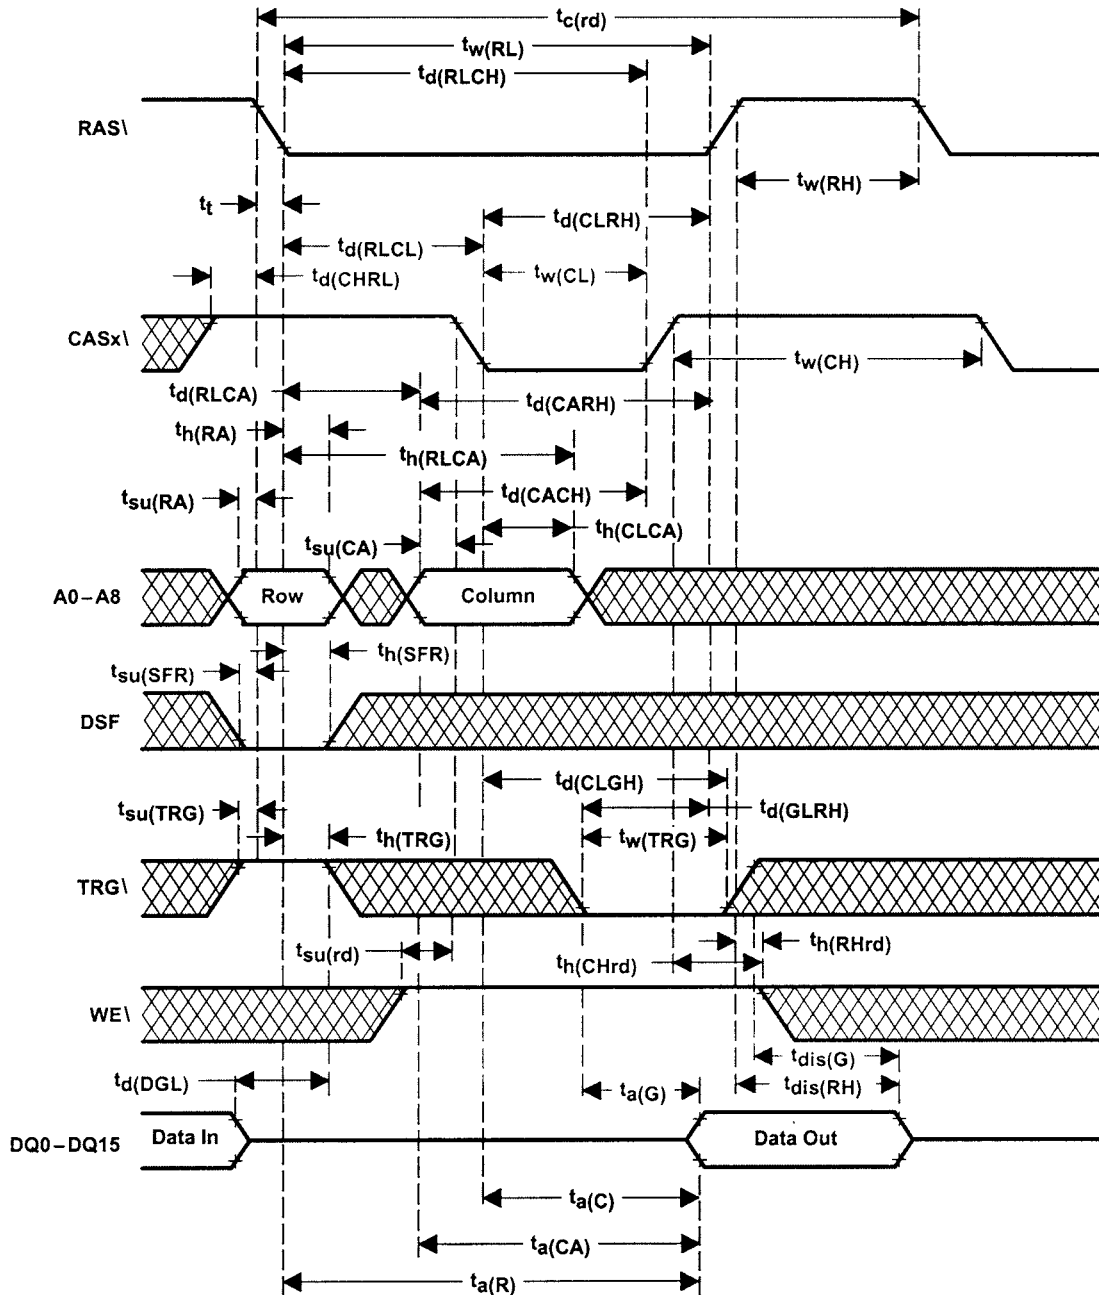 tc(rd)
tw(RL)
td(RLCH)
RAS\
tw(RH)
tt
td(CLRH)
td(RLCL)
td(CHRL)
tw(CL)
CASx\
tw(CH)
td(RLCA)
td(CARH)
th(RA)
th(RLCA)
tsu(RA)
td(CACH)
th(CLCA)
tsu(CA)
A0–A8
Row
Column
th(SFR)
tsu(SFR)
DSF
td(CLGH)
tsu(TRG)
td(GLRH)
th(TRG)
tw(TRG)
TRG\
tsu(rd)
th(RHrd)
th(CHrd)
WE\
tdis(G)
td(DGL)
ta(G)
tdis(RH)
DQ0–DQ15
Data In
Data Out
ta(C)
ta(CA)
ta(R)